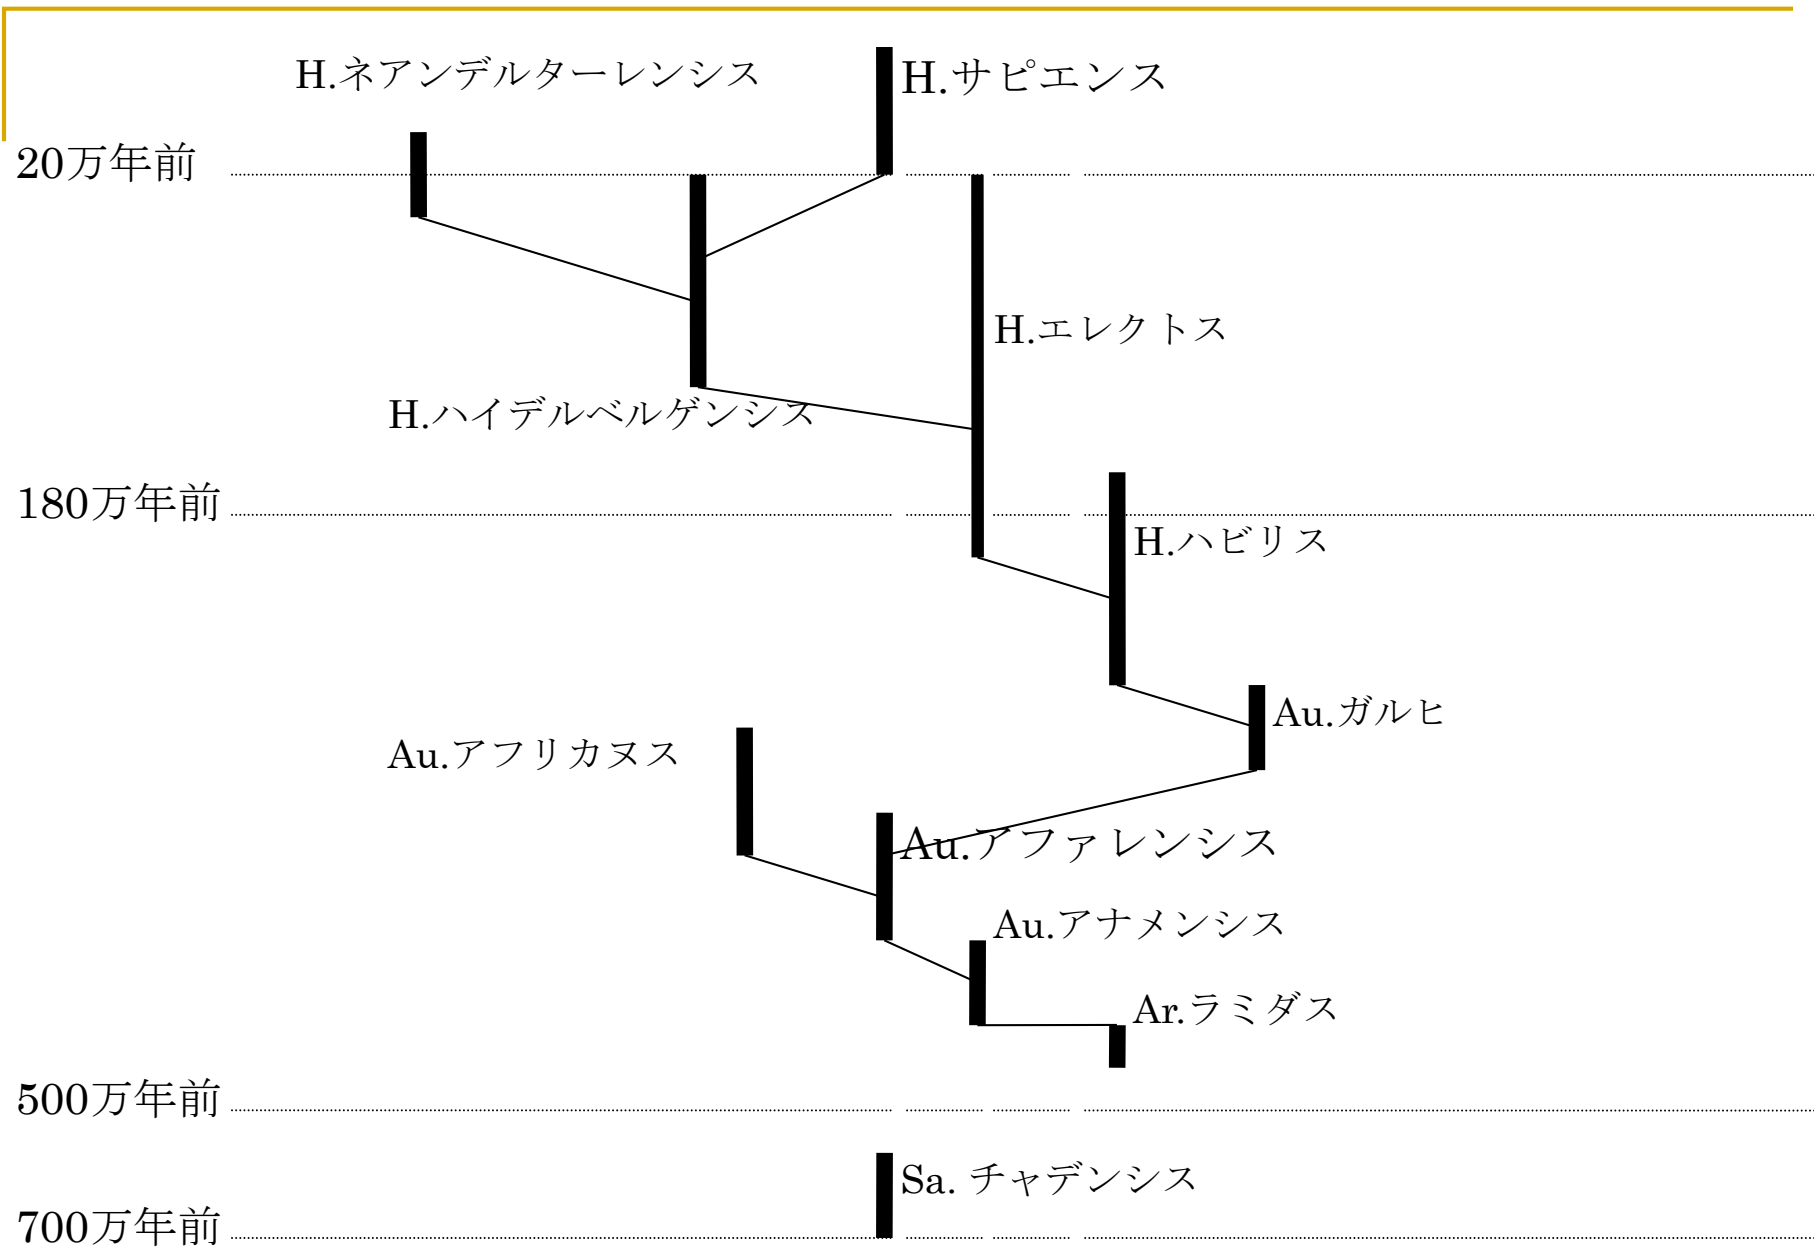 H.ネアンデルターレンシス
H.サピエンス
20万年前
H.エレクトス
H.ハイデルベルゲンシス
180万年前
H.ハビリス
Au.ガルヒ
Au.アフリカヌス
Au.アファレンシス
Au.アナメンシス
Ar.ラミダス
500万年前
Sa. チャデンシス
700万年前